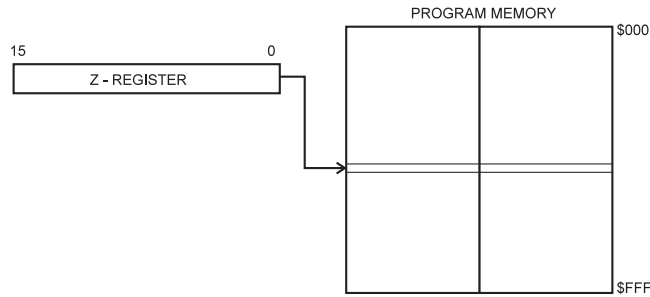 PROGRAM MEMORY
$000
15 0
Z - REGISTER
$FFF